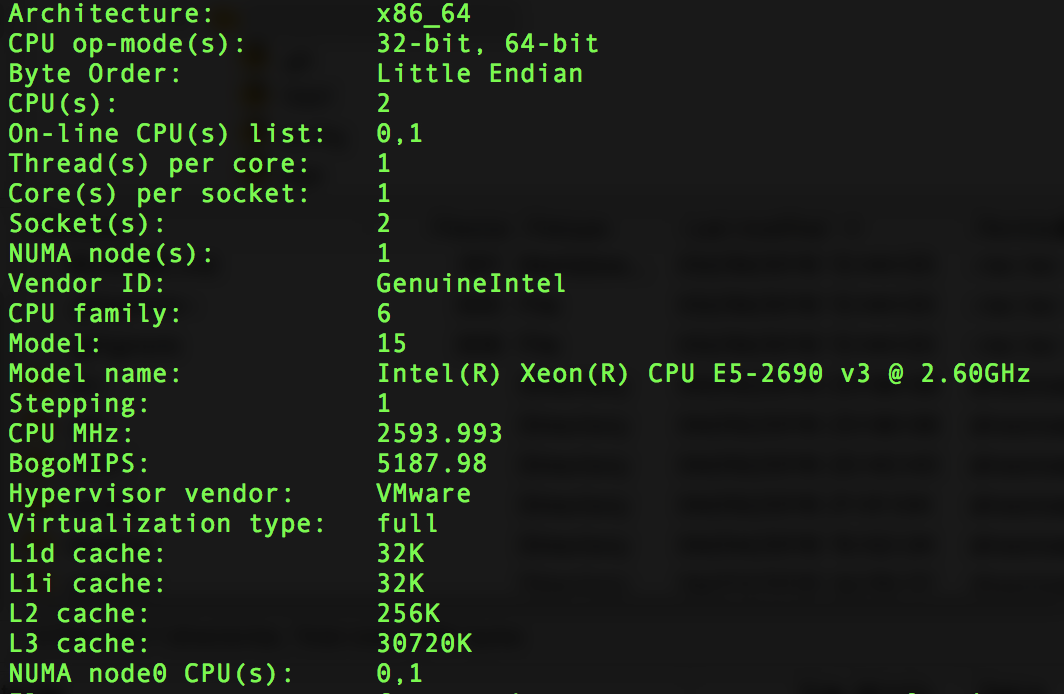 Architecture: x86_64
CPU op-mode(s): 32-bit, 64-bit
Byte Order: Little Endian
CPU(s): 2
On-line CPU(s) list: 0,1
Thread(s) per core: 1
Core(s) per socket: 1
Socket(s): 2
NUMA node(s): 1
Vendor ID: GenuineIntel
CPU family: 6
Model: 15
Model name: Intel(R) Xeon(R) CPU E5-2690 v3 @ 2.60GHz
Stepping: 1
CPU MHz: 2593.993
BogoMIPS: 5187.98
Hypervisor vendor: VMware
Virtualization type: full
L1d cache: 32K
L1i cache: 32K
L2 cache: 256K
L3 cache: 30720K
NUMA node0 CPU(s): 0,1